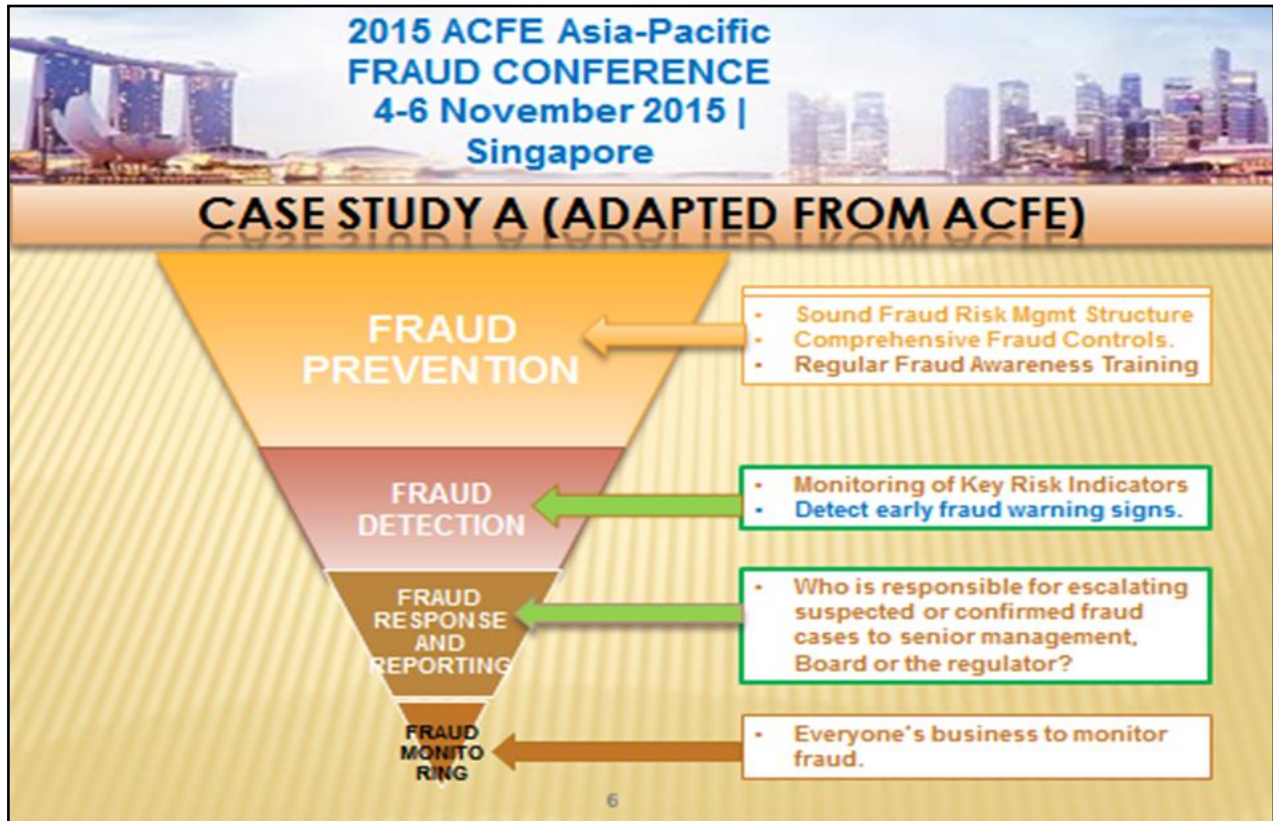 2015 ACFE Asia-Pacific
FRAUD CONFERENCE
4-6 November 2015 |
Singapore
CASE STUDY A (ADAPTED FROM ACFE)
FRAUD
PREVENTION
• Sound Fraud Risk Mgmt Structure
• Comprehensive Fraud Controls.
• Regular Fraud Awareness Training
FRAUD
DETECTION
• Monitoring of Key Risk Indicators
• Detect early fraud warning signs.
FRAUD
RESPONSE
AND
REPORTING
• Who is responsible for escalating
suspected or confirmed fraud
cases to senior management,
Board or the regulator?
FRAUD
MONITO
RING
• Everyone's business to monitor
fraud.
6